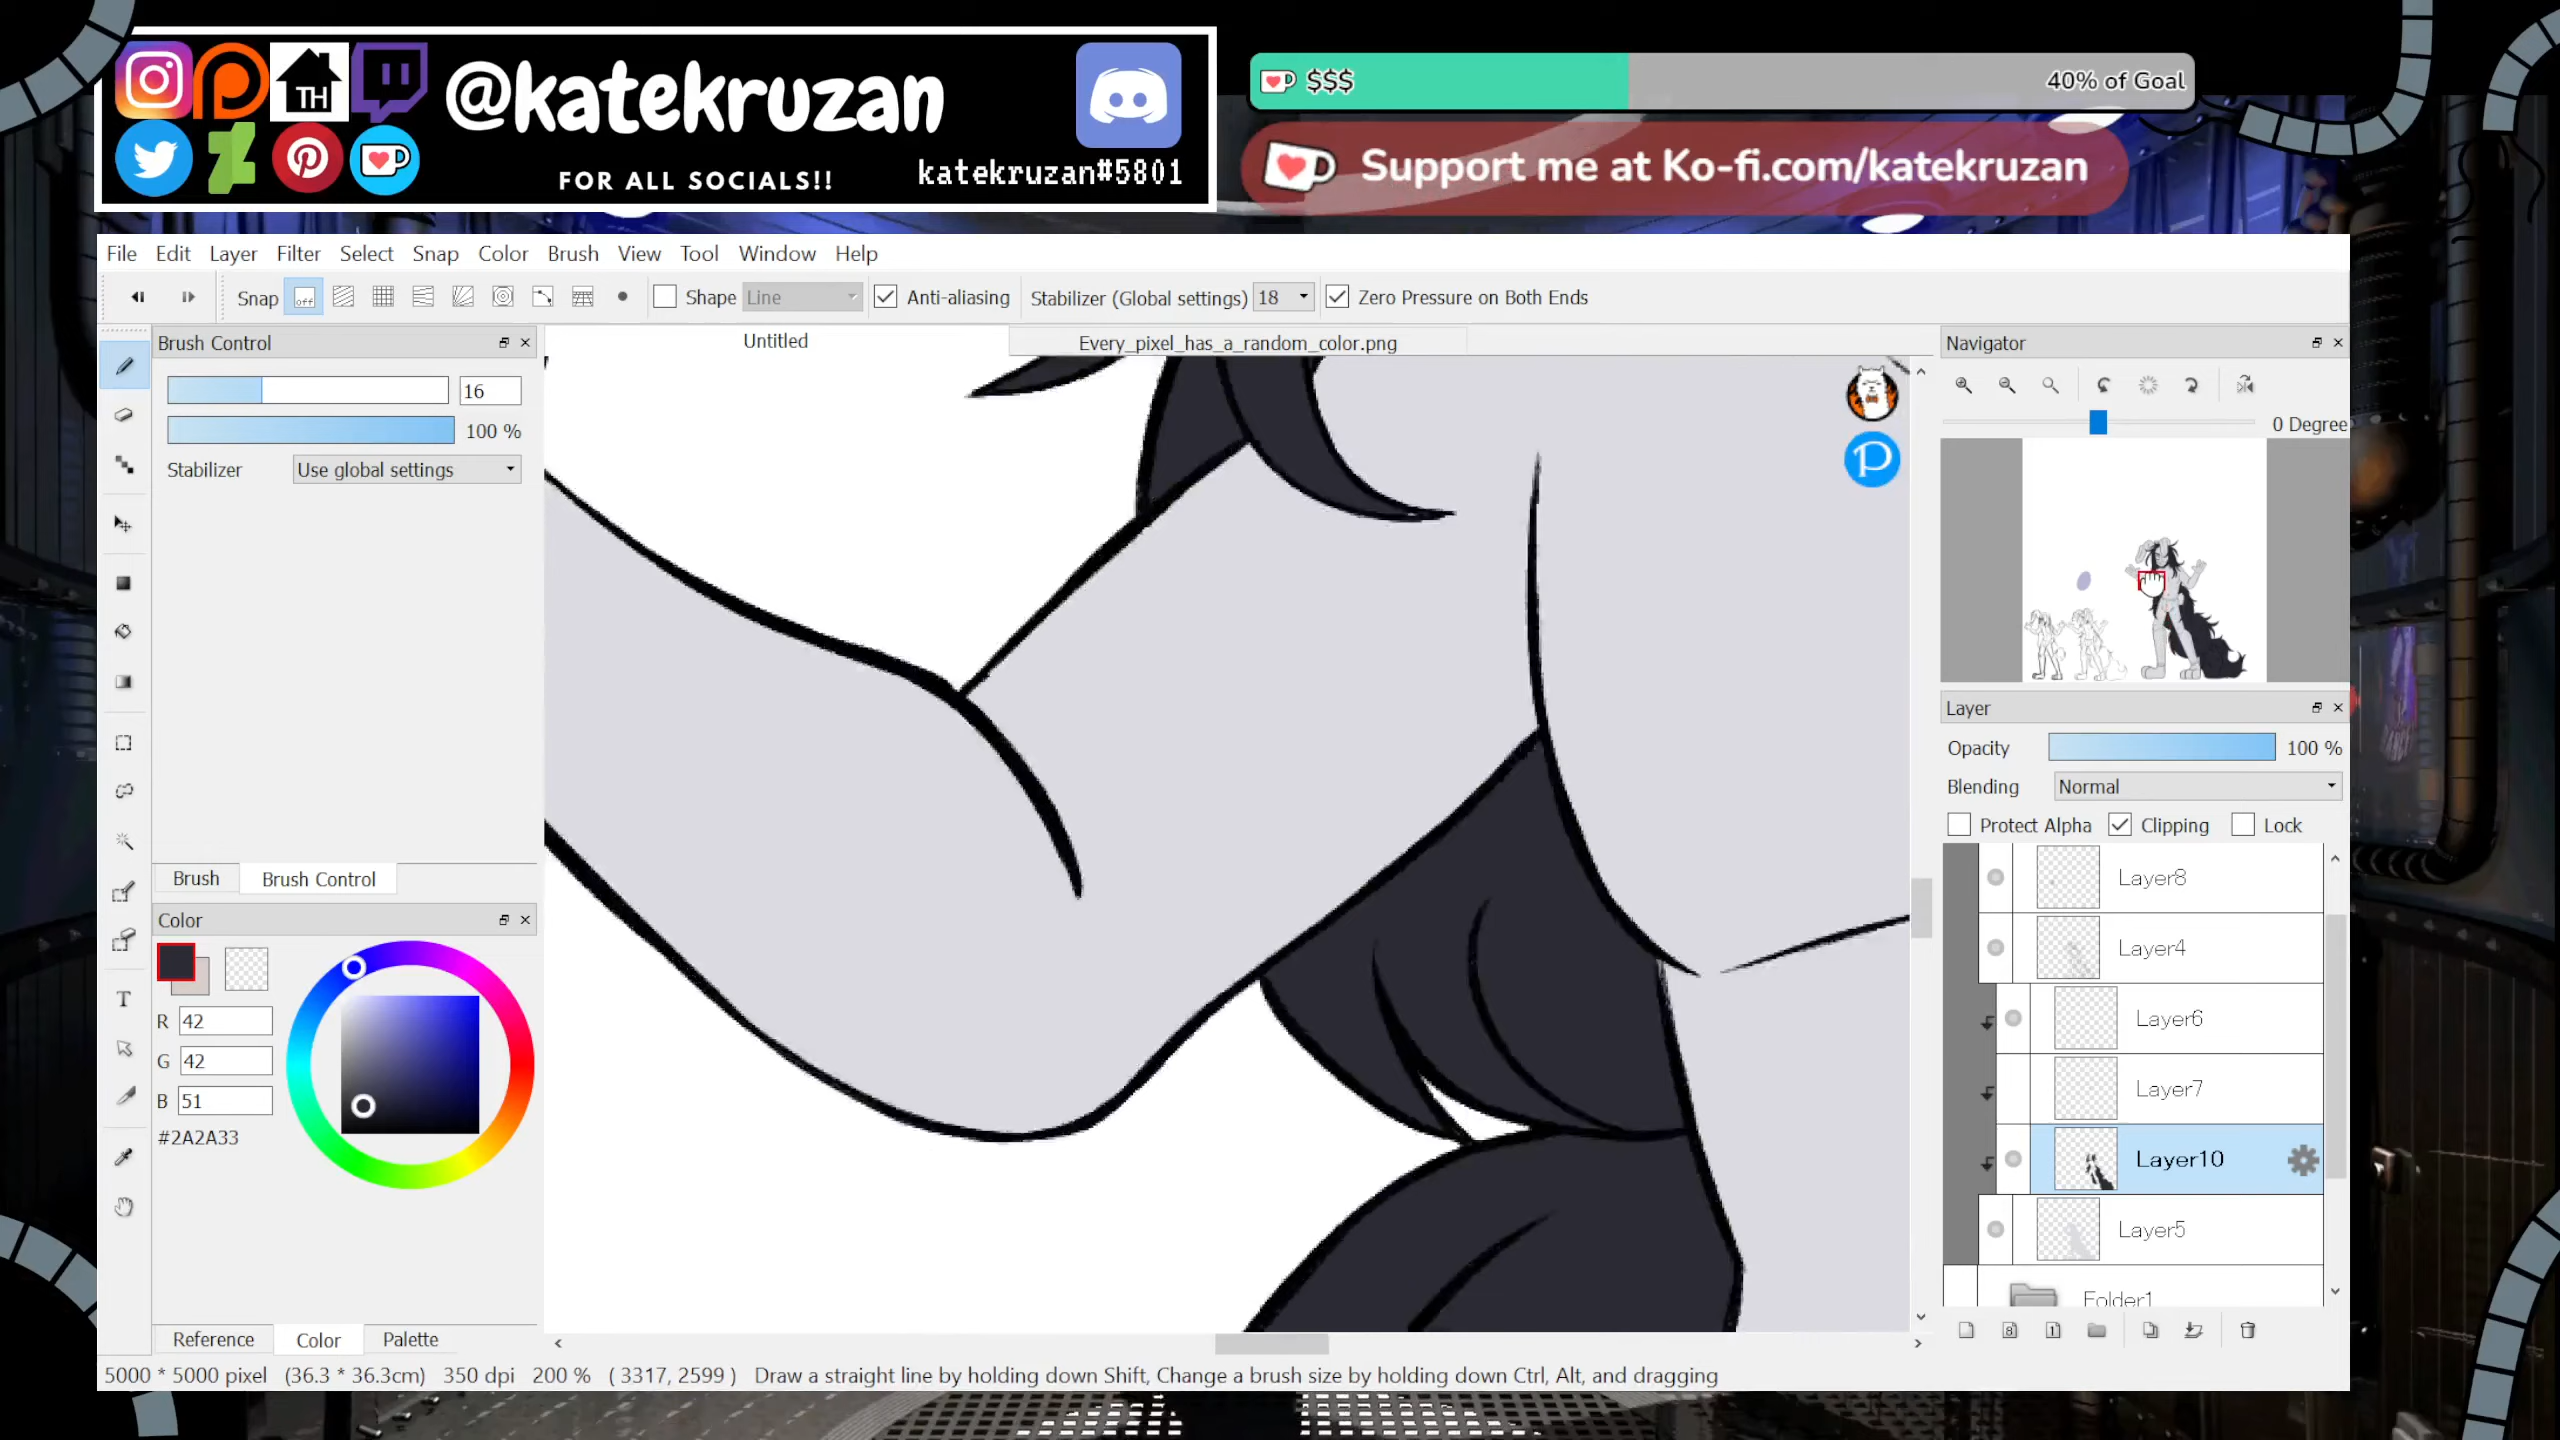 TH
@katekruzan
FOR ALL SOCIALS!!
katekruzan#5801
$$$
40% of Goal
Support me at Ko-fi.com/katekruzan
File Edit Layer Filter Select Snap Color Brush View Tool Window Help
Snap off Shape Line Anti-aliasing Stabilizer (Global settings) 18 Zero Pressure on Both Ends
Brush Control
16
100 %
Stabilizer Use global settings
Brush Brush Control
Color
R 42
G 42
B 51
#2A2A33
Reference Color Palette
Untitled Every_pixel_has_a_random_color.png
P
Navigator
0 Degree
Layer
Opacity 100 %
Blending Normal
Protect Alpha Clipping Lock
Layer8
Layer4
Layer6
Layer7
Layer10
Layer5
Folder1
8 1
T
5000 * 5000 pixel (36.3 * 36.3cm) 350 dpi 200 % ( 3317, 2599 ) Draw a straight line by holding down Shift, Change a brush size by holding down Ctrl, Alt, and dragging